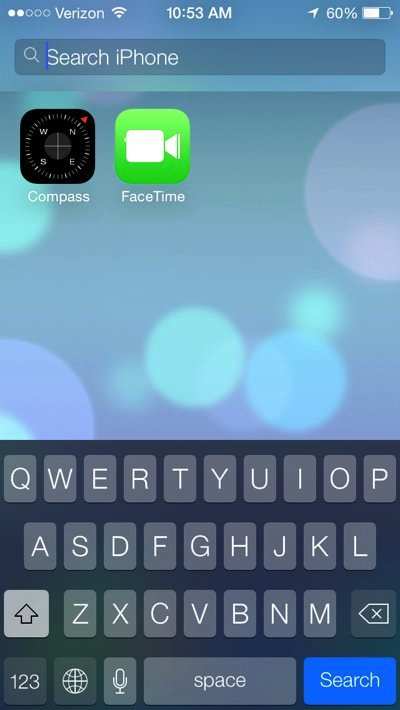 Verizon 10:53 AM 60%
Search iPhone
W N
S E
Compass FaceTime
Q W E R T Y U I O P
A S D F G H J K L
Z X C V B N M
123 space Search